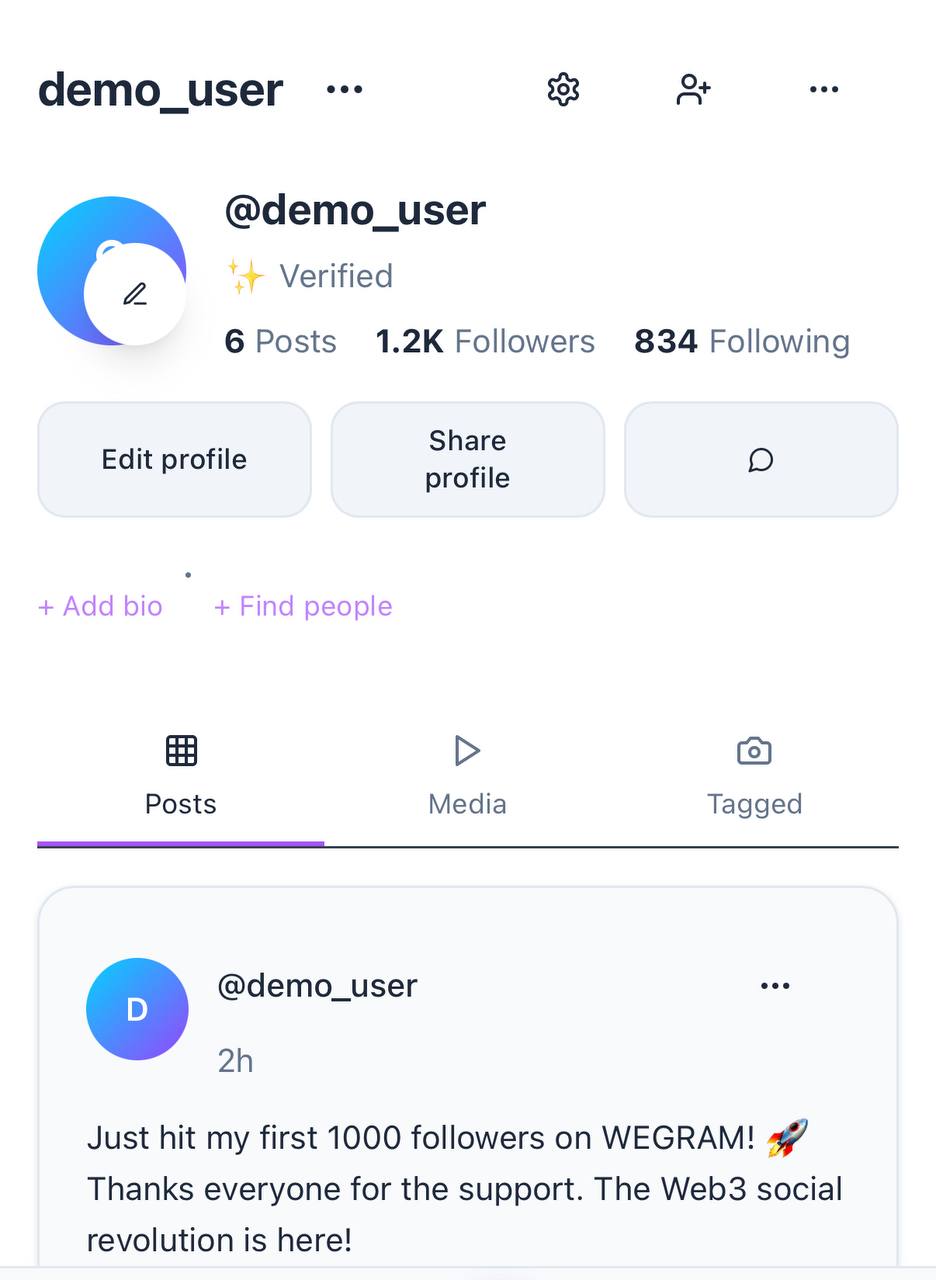 demo_user
@demo_user
✨ Verified
6 Posts 1.2K Followers 834 Following
Edit profile
Share
profile
+ Add bio • + Find people
Posts Media Tagged
D
@demo_user
2h
Just hit my first 1000 followers on WEGRAM! 🚀
Thanks everyone for the support. The Web3 social
revolution is here!